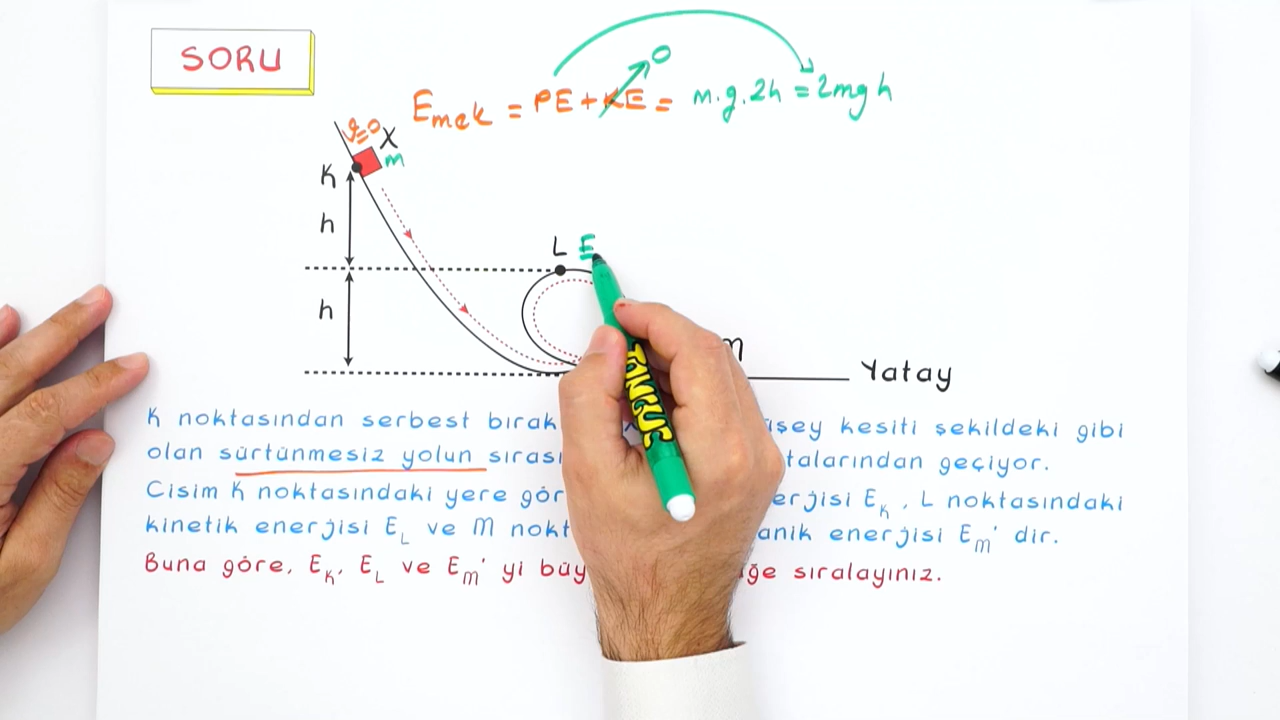 SORU
Emek = PE + KE = m.g.2h = 2mgh
0
v=0 X
m
K
h
L E
h
m
Yatay
K noktasından serbest bırak şey kesiti şekildeki gibi
olan sürtünmesiz yolun sırası talarından geçiyor.
Cisim K noktasındaki yere gör erjisi EK , L noktasındaki
kinetik enerjisi EL ve M nokt anik enerjisi EM' dir.
Buna göre, EK, EL ve EM' yi büy ğe sıralayınız.
TANGUÇ